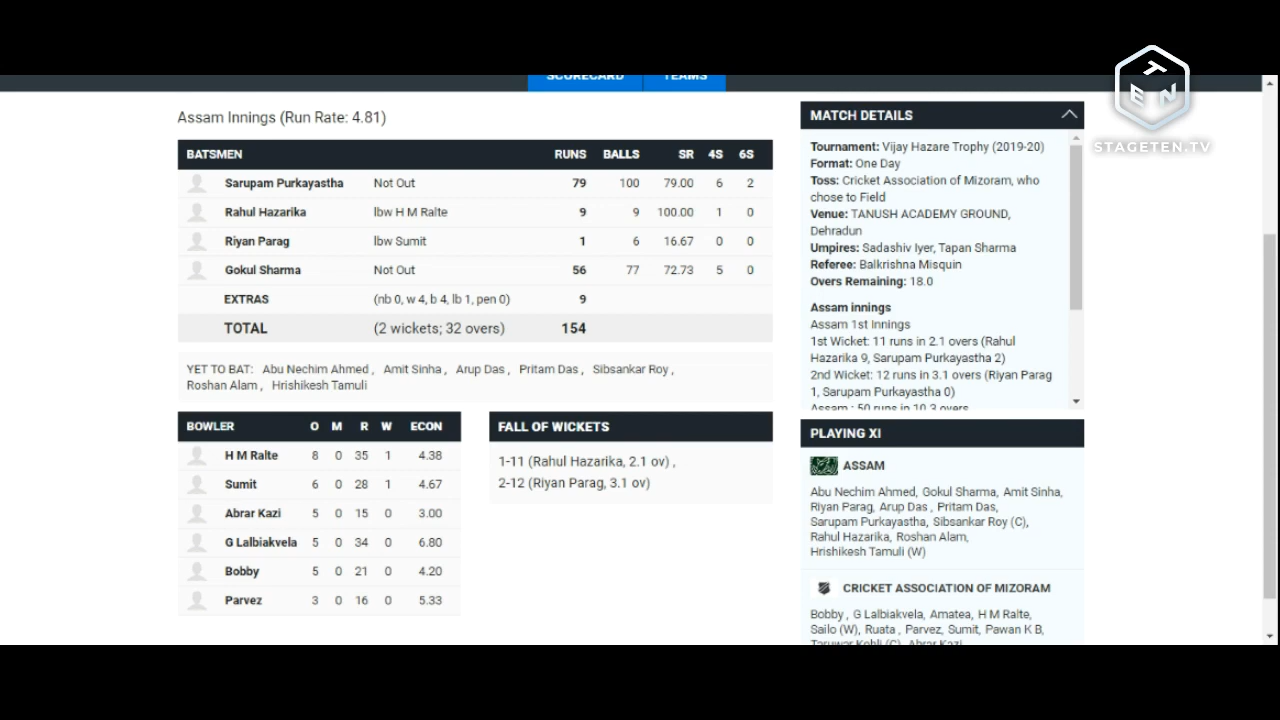 SCORECARD TEAMS
TEN
STAGETEN.TV
Assam Innings (Run Rate: 4.81)
BATSMEN RUNS BALLS SR 4S 6S
Sarupam Purkayastha Not Out 79 100 79.00 6 2
Rahul Hazarika lbw H M Ralte 9 9 100.00 1 0
Riyan Parag lbw Sumit 1 6 16.67 0 0
Gokul Sharma Not Out 56 77 72.73 5 0
EXTRAS (nb 0, w 4, b 4, lb 1, pen 0) 9
TOTAL (2 wickets; 32 overs) 154
YET TO BAT: Abu Nechim Ahmed , Amit Sinha , Arup Das , Pritam Das , Sibsankar Roy ,
Roshan Alam , Hrishikesh Tamuli
BOWLER O M R W ECON
H M Ralte 8 0 35 1 4.38
Sumit 6 0 28 1 4.67
Abrar Kazi 5 0 15 0 3.00
G Lalbiakvela 5 0 34 0 6.80
Bobby 5 0 21 0 4.20
Parvez 3 0 16 0 5.33
FALL OF WICKETS
1-11 (Rahul Hazarika, 2.1 ov) ,
2-12 (Riyan Parag, 3.1 ov)
MATCH DETAILS
Tournament: Vijay Hazare Trophy (2019-20)
Format: One Day
Toss: Cricket Association of Mizoram, who
chose to Field
Venue: TANUSH ACADEMY GROUND,
Dehradun
Umpires: Sadashiv Iyer, Tapan Sharma
Referee: Balkrishna Misquin
Overs Remaining: 18.0
Assam innings
Assam 1st Innings
1st Wicket: 11 runs in 2.1 overs (Rahul
Hazarika 9, Sarupam Purkayastha 2)
2nd Wicket: 12 runs in 3.1 overs (Riyan Parag
1, Sarupam Purkayastha 0)
Assam : 50 runs in 10.3 overs
PLAYING XI
ASSAM
Abu Nechim Ahmed, Gokul Sharma, Amit Sinha,
Riyan Parag, Arup Das , Pritam Das,
Sarupam Purkayastha, Sibsankar Roy (C),
Rahul Hazarika, Roshan Alam,
Hrishikesh Tamuli (W)
CRICKET ASSOCIATION OF MIZORAM
Bobby , G Lalbiakvela, Amatea, H M Ralte,
Sailo (W), Ruata , Parvez, Sumit, Pawan K B,
Taruwar Kohli (C), Abrar Kazi